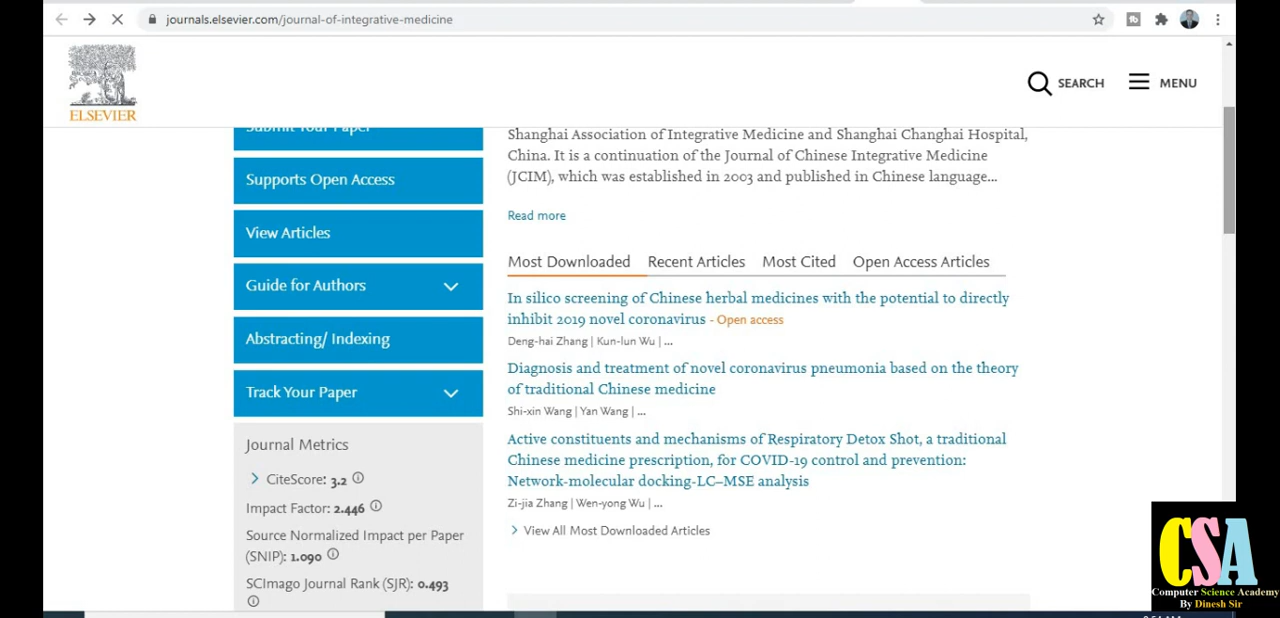 journals.elsevier.com/journal-of-integrative-medicine
ELSEVIER
SEARCH
MENU
Submit Your Paper
Supports Open Access
View Articles
Guide for Authors
Abstracting/ Indexing
Track Your Paper
Journal Metrics
CiteScore: 3.2
Impact Factor: 2.446
Source Normalized Impact per Paper
(SNIP): 1.090
SCImago Journal Rank (SJR): 0.493
Shanghai Association of Integrative Medicine and Shanghai Changhai Hospital,
China. It is a continuation of the Journal of Chinese Integrative Medicine
(JCIM), which was established in 2003 and published in Chinese language...
Read more
Most Downloaded Recent Articles Most Cited Open Access Articles
In silico screening of Chinese herbal medicines with the potential to directly
inhibit 2019 novel coronavirus - Open access
Deng-hai Zhang | Kun-lun Wu | ...
Diagnosis and treatment of novel coronavirus pneumonia based on the theory
of traditional Chinese medicine
Shi-xin Wang | Yan Wang | ...
Active constituents and mechanisms of Respiratory Detox Shot, a traditional
Chinese medicine prescription, for COVID-19 control and prevention:
Network-molecular docking-LC–MSE analysis
Zi-jia Zhang | Wen-yong Wu | ...
View All Most Downloaded Articles
CSA
Computer Science Academy
By Dinesh Sir